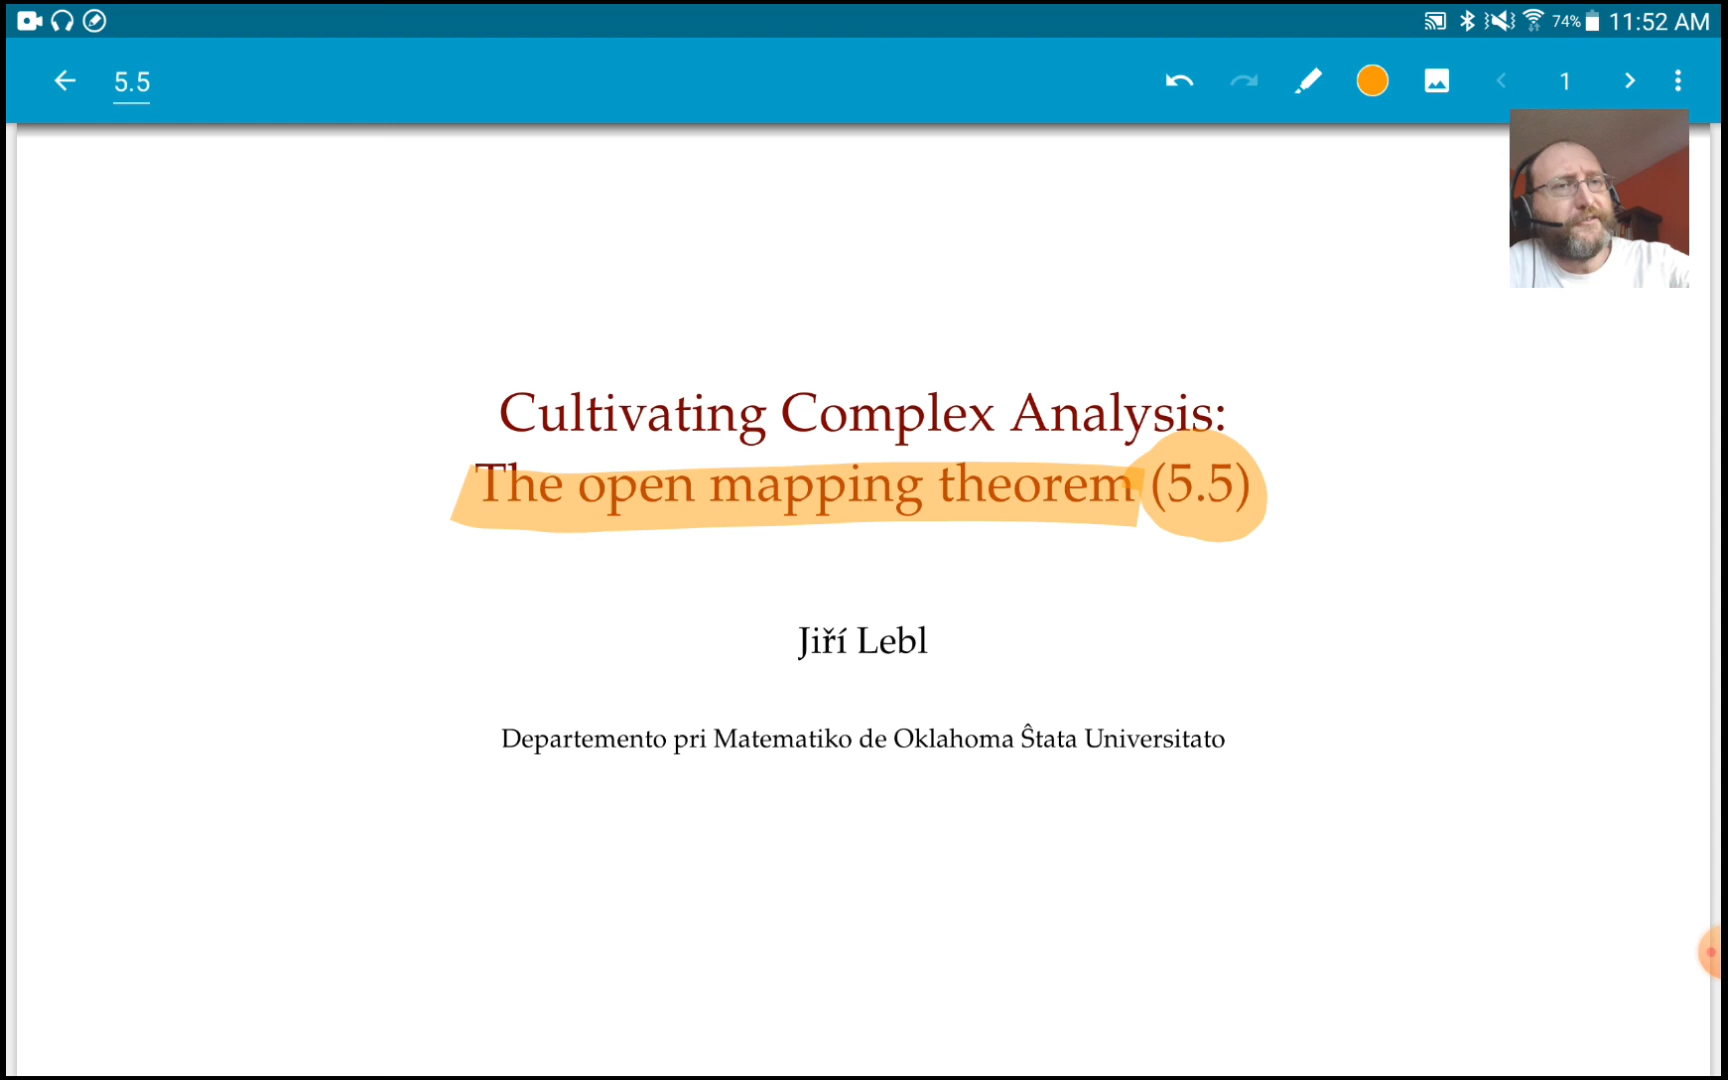 74% 11:52 AM
5.5 1
Cultivating Complex Analysis:
The open mapping theorem (5.5)
Jiří Lebl
Departemento pri Matematiko de Oklahoma Ŝtata Universitato